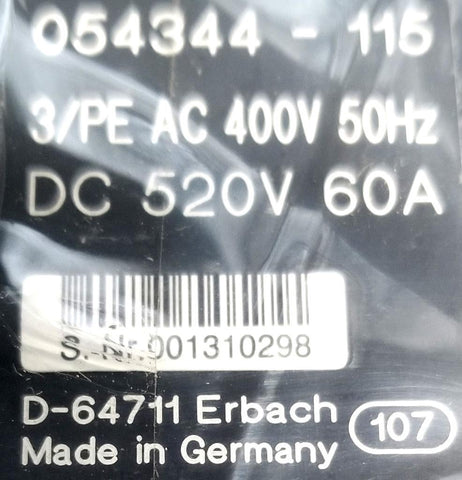 054344-115
3/PE AC 400V 50Hz
DC 520V 60A
S.-Nr.001310298
D-64711 Erbach
Made in Germany 107